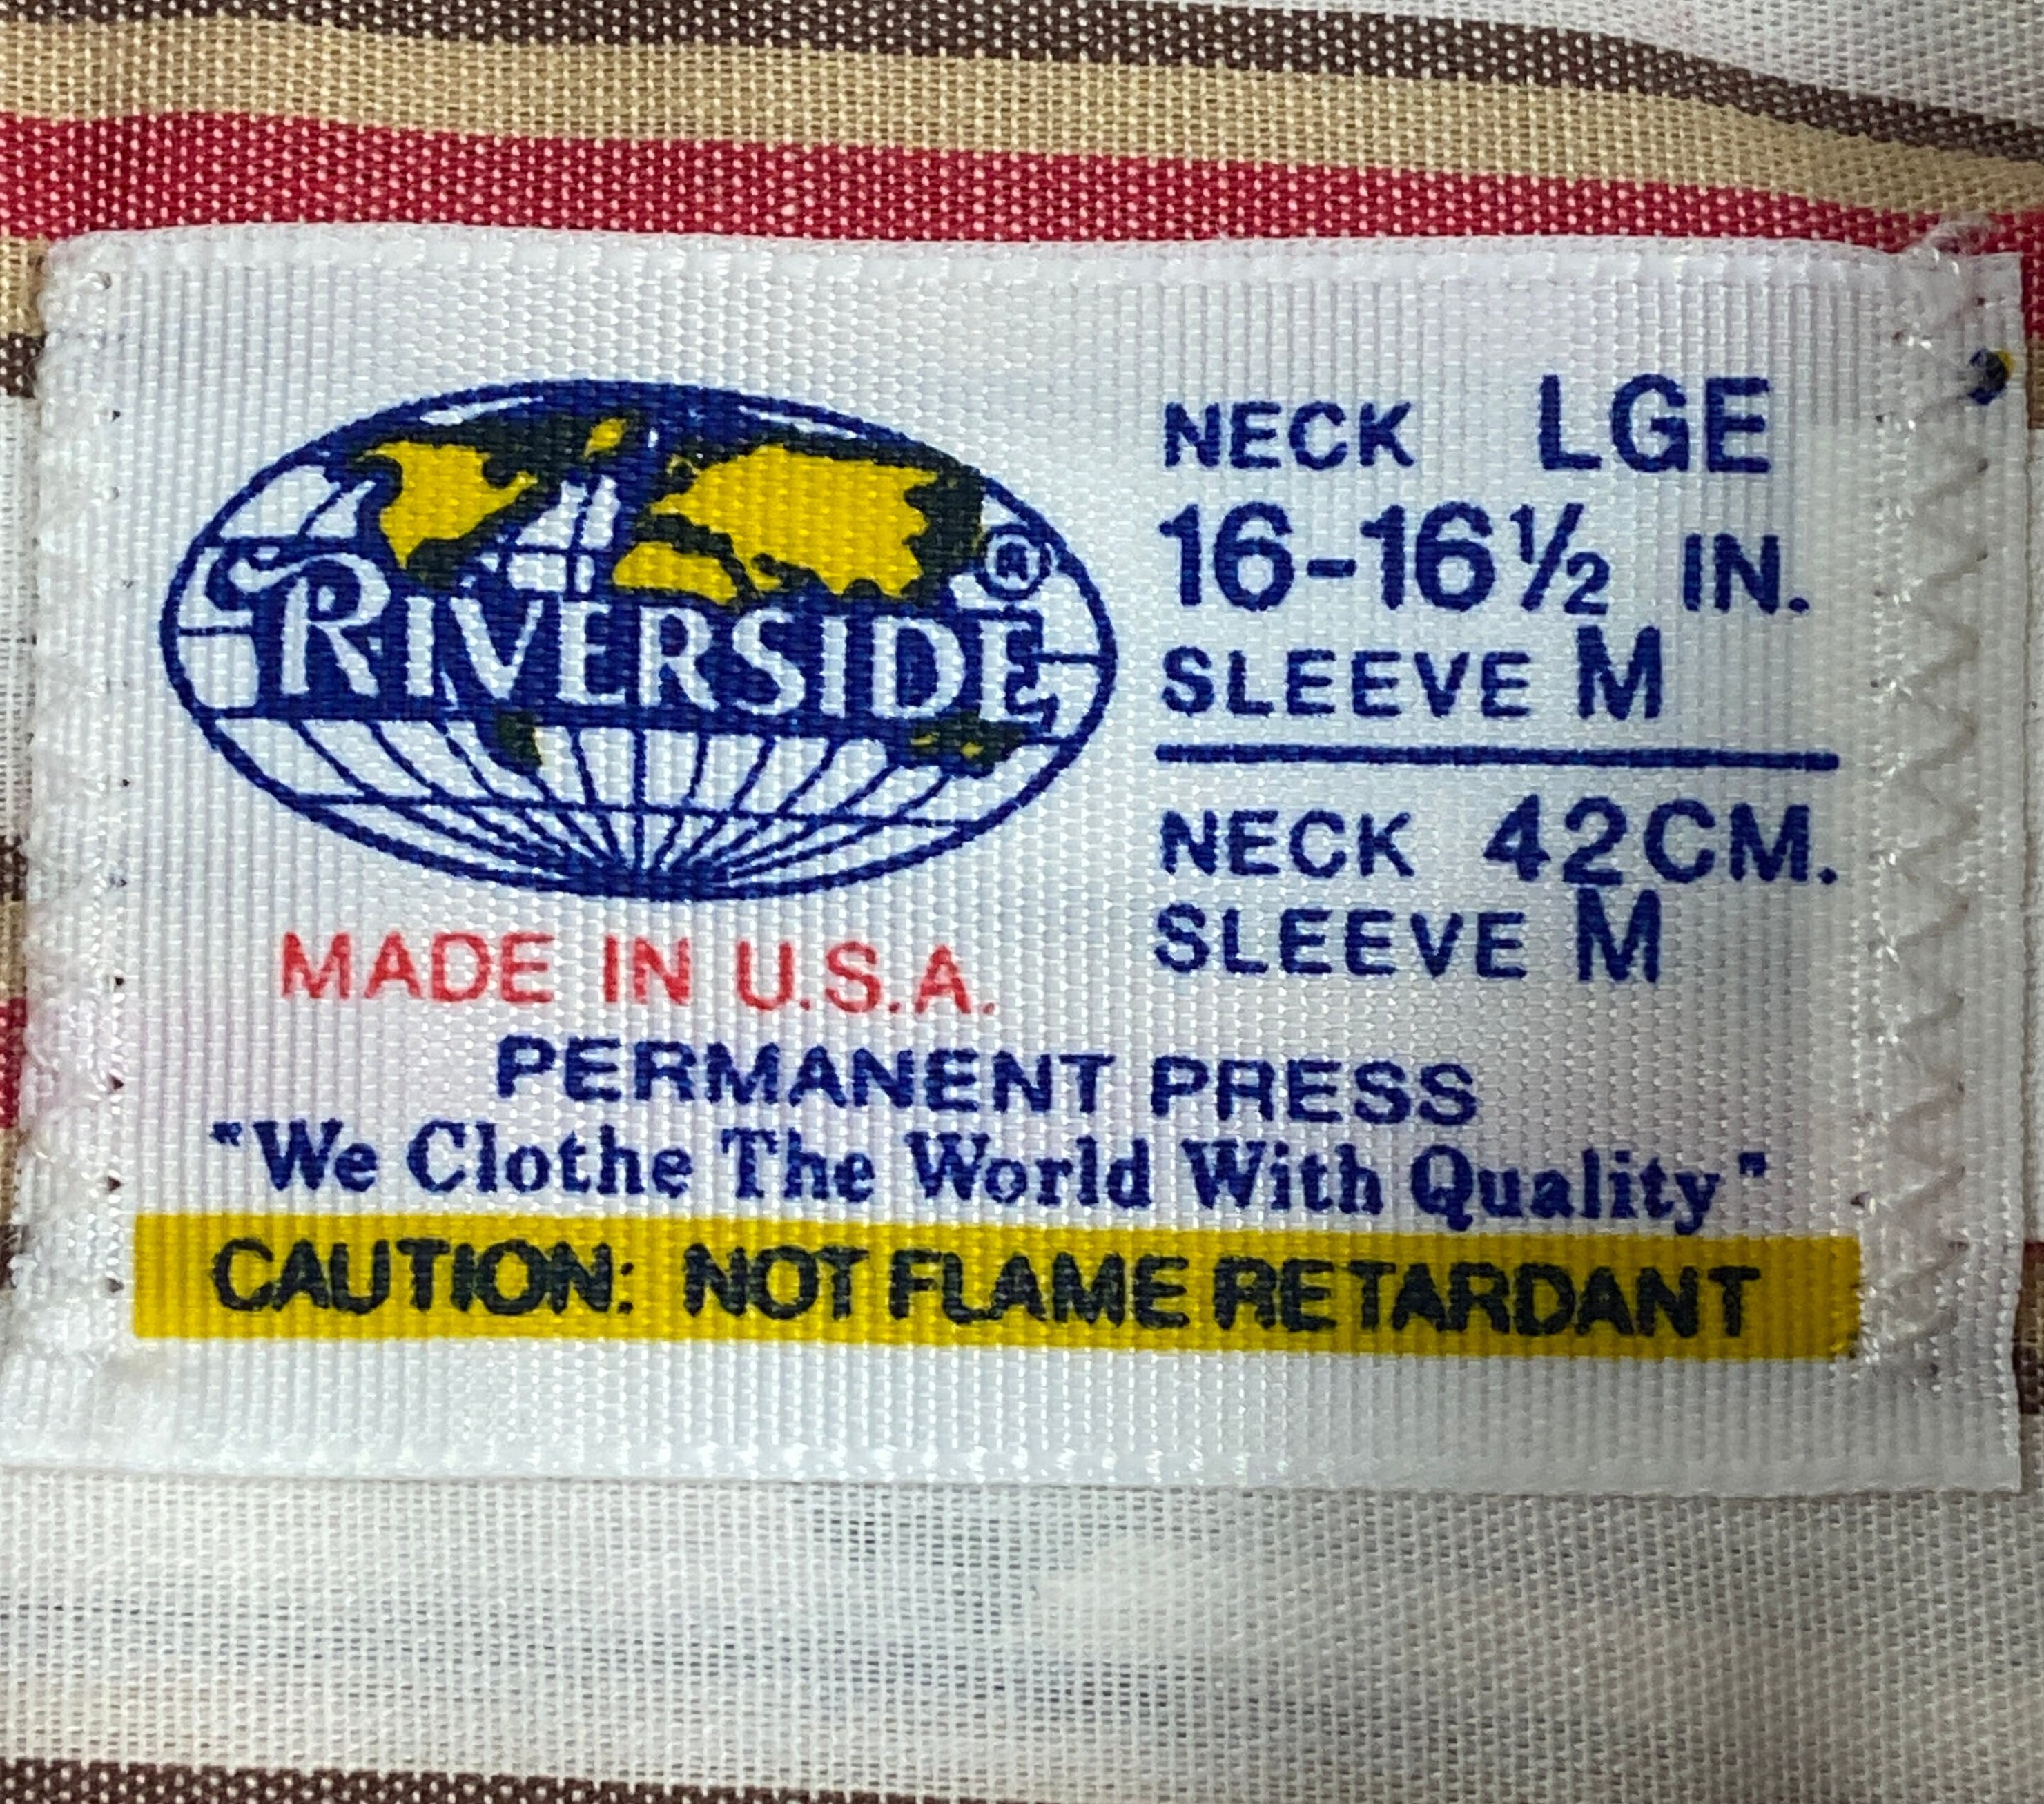 RIVERSIDE ®
MADE IN U.S.A.
NECK LGE
16-16½ IN.
SLEEVE M
NECK 42CM.
SLEEVE M
PERMANENT PRESS
"We Clothe The World With Quality"
CAUTION: NOT FLAME RETARDANT